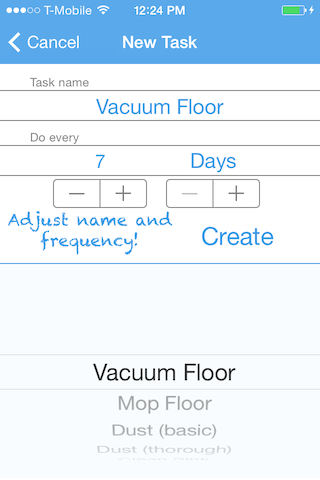 T-Mobile 12:24 PM
Cancel New Task
Task name
Vacuum Floor
Do every
7 Days
− + − +
Adjust name and
frequency!
Create
Vacuum Floor
Mop Floor
Dust (basic)
Dust (thorough)